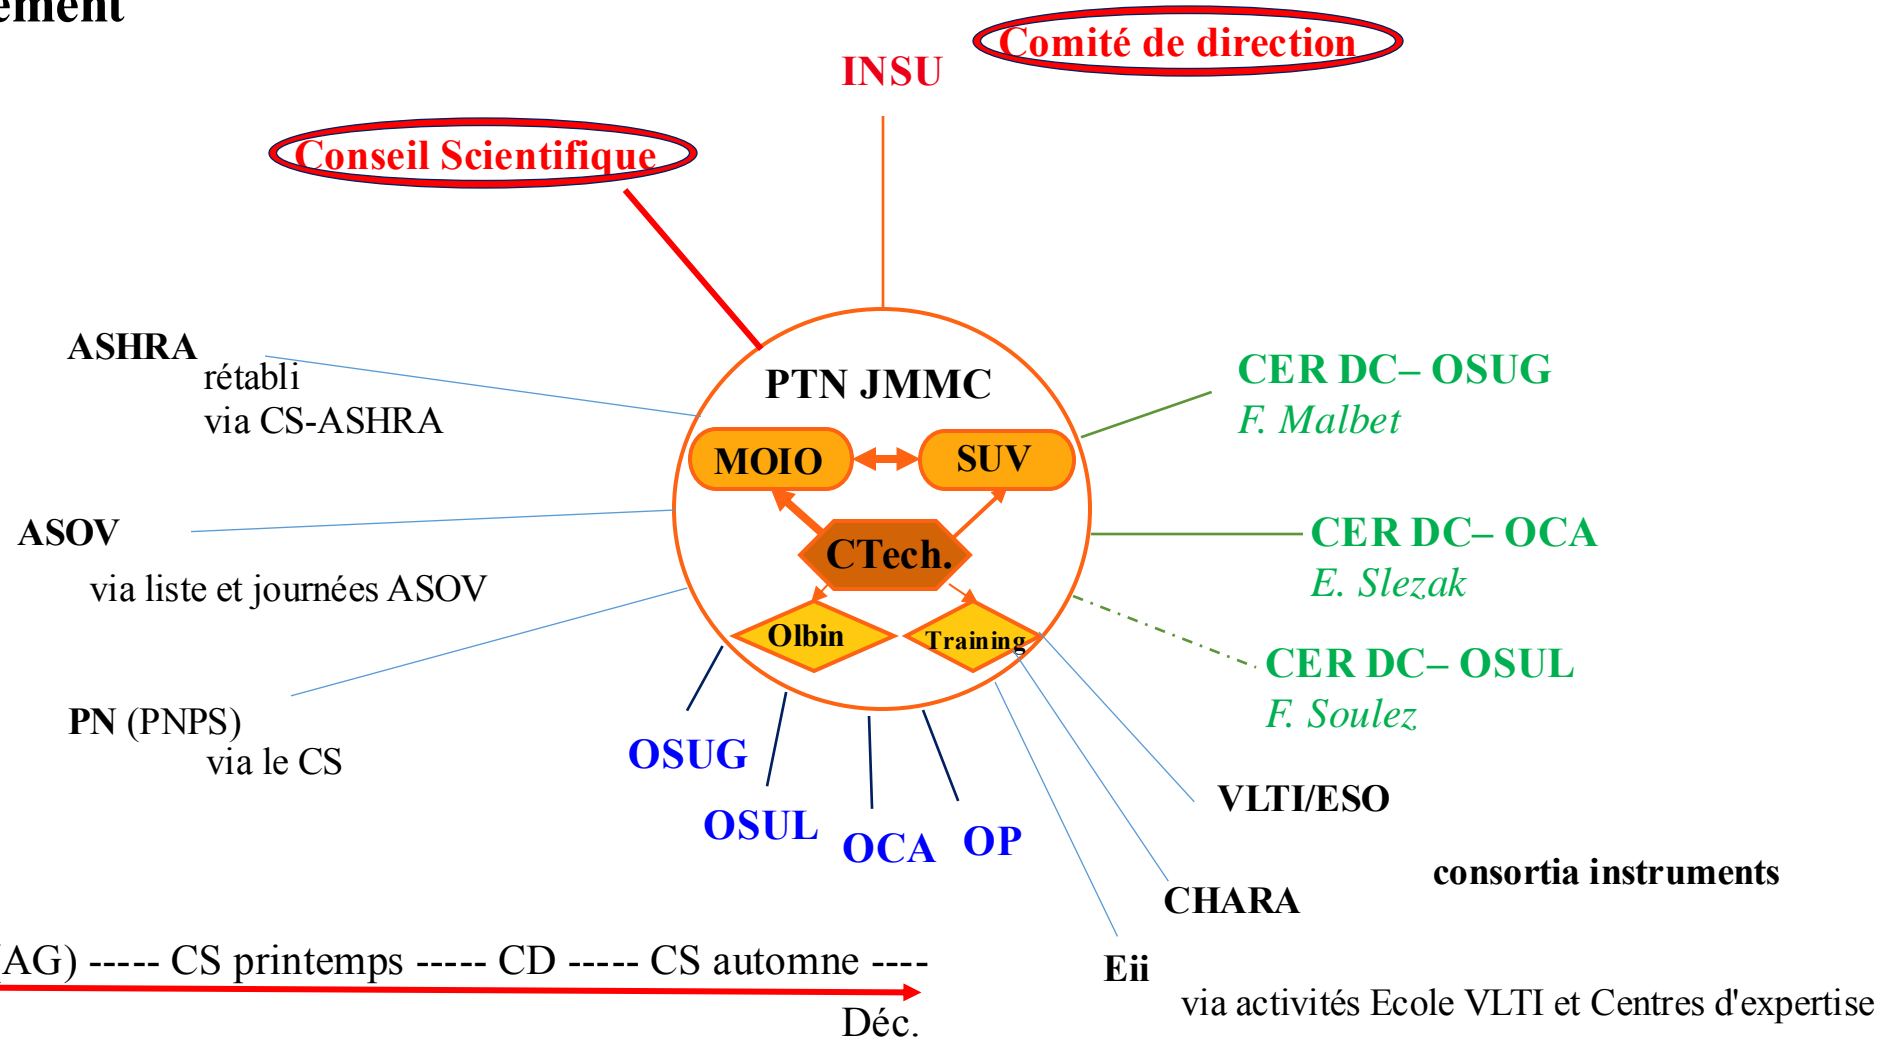 ement
Comité de direction
INSU
Conseil Scientifique
ASHRA
rétabli
via CS-ASHRA
PTN JMMC
CER DC– OSUG
F. Malbet
MOIO
SUV
ASOV
via liste et journées ASOV
CTech.
CER DC– OCA
E. Slezak
Olbin
Training
CER DC– OSUL
F. Soulez
PN (PNPS)
via le CS
OSUG
OSUL
OCA
OP
VLTI/ESO
consortia instruments
CHARA
Eii
via activités Ecole VLTI et Centres d'expertise
AG) ----- CS printemps ----- CD ----- CS automne ----
Déc.